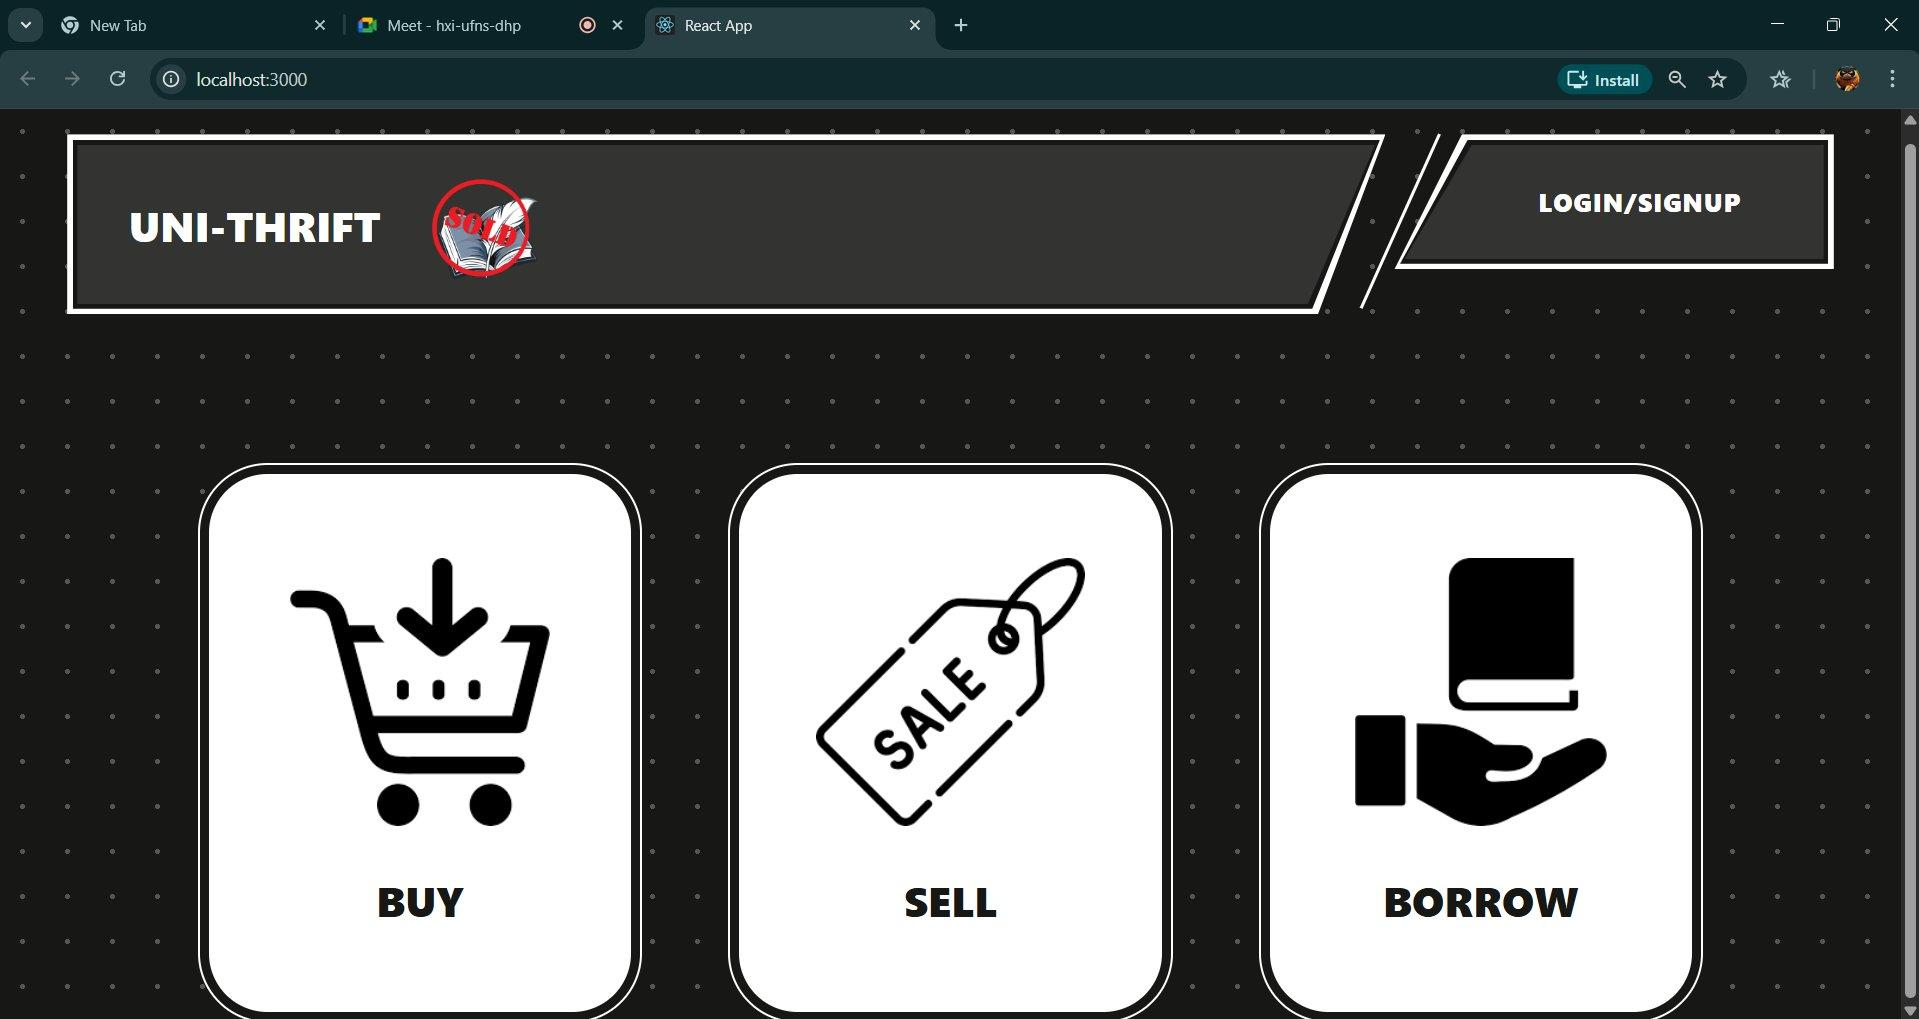 New Tab
Meet - hxi-ufns-dhp
React App
localhost:3000
Install
UNI-THRIFT
SOLD
LOGIN/SIGNUP
SALE
BUY
SELL
BORROW